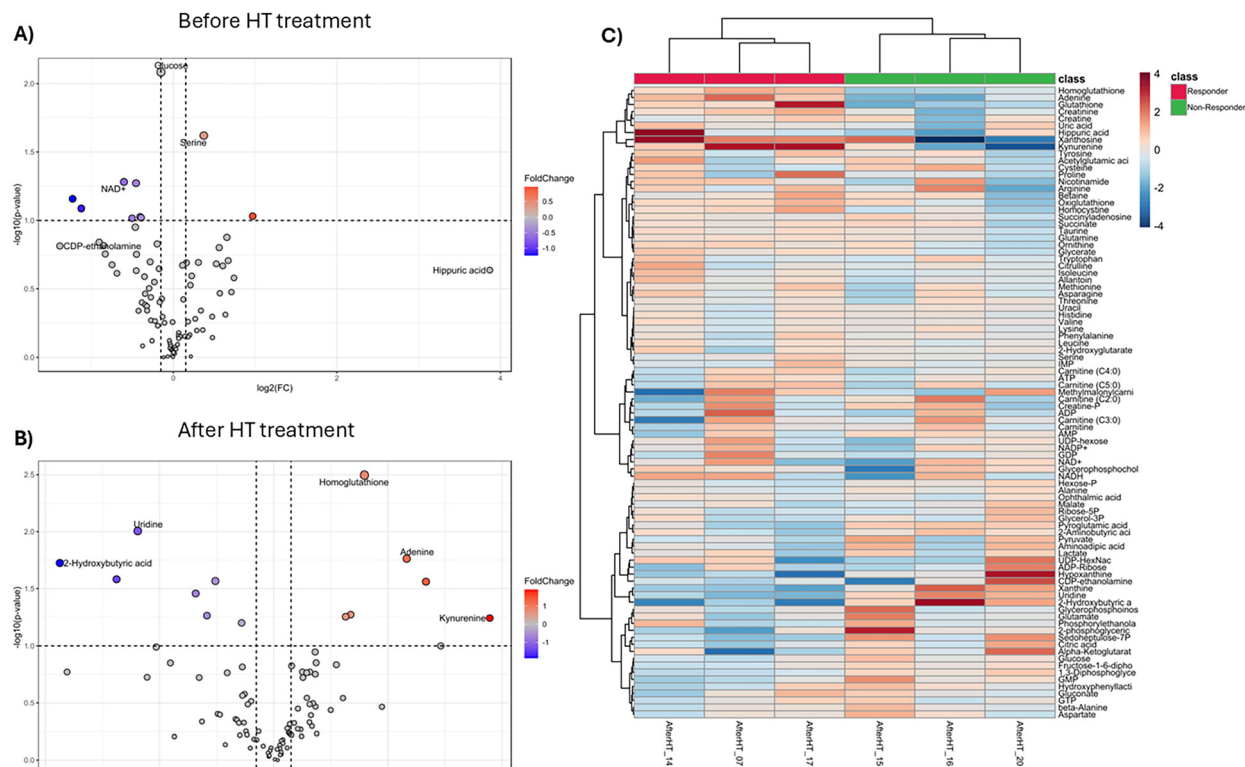 Before HT treatment
A)
Glucose
Serine
NAD+
CDP-ethanolamine
Hippuric acid
2.0
1.5
1.0
0.5
0.0
-log10(p-value)
0
2
4
log2(FC)
FoldChange
0.5
0.0
-0.5
-1.0
B)
After HT treatment
Homoglutathione
Uridine
2-Hydroxybutyric acid
Adenine
Kynurenine
2.5
2.0
1.5
1.0
0.5
0.0
-log10(p-value)
FoldChange
1
0
-1
C)
class
Homoglutathione
Adenine
Glutathione
Creatinine
Creatine
Uric acid
Hippuric acid
Xanthosine
Kynurenine
Tyrosine
Acetylglutamic aci
Cysteine
Proline
Nicotinamide
Arginine
Betaine
Oxiglutathione
Homocystine
Succinyladenosine
Succinate
Taurine
Glutamine
Ornithine
Glycerate
Tryptophan
Citrulline
Isoleucine
Allantoin
Methionine
Asparagine
Threonine
Uracil
Histidine
Valine
Lysine
Phenylalanine
Leucine
2-Hydroxyglutarate
Serine
IMP
Carnitine (C4:0)
ATP
Carnitine (C5:0)
Methylmalonylcarni
Carnitine (C2:0)
Creatine-P
ADP
Carnitine (C3:0)
Carnitine
AMP
UDP-hexose
NADP+
GDP
NAD+
Glycerophosphochol
NADH
Hexose-P
Alanine
Ophthalmic acid
Malate
Ribose-5P
Glycerol-3P
Pyroglutamic acid
2-Aminobutyric aci
Pyruvate
Aminoadipic acid
Lactate
UDP-HexNac
ADP-Ribose
Hypoxanthine
CDP-ethanolamine
Xanthine
Uridine
2-Hydroxybutyric a
Glycerophosphoinos
Glutamate
Phosphorylethanola
2-phosphoglyceric
Sedoheptulose-7P
Citric acid
Alpha-Ketoglutarat
Glucose
Fructose-1-6-dipho
1,3-Diphosphoglyce
GMP
Hydroxyphenyllacti
Gluconate
GTP
beta-Alanine
Aspartate
AfterHT_14
AfterHT_07
AfterHT_17
AfterHT_15
AfterHT_16
AfterHT_20
4
2
0
-2
-4
class
Responder
Non-Responder